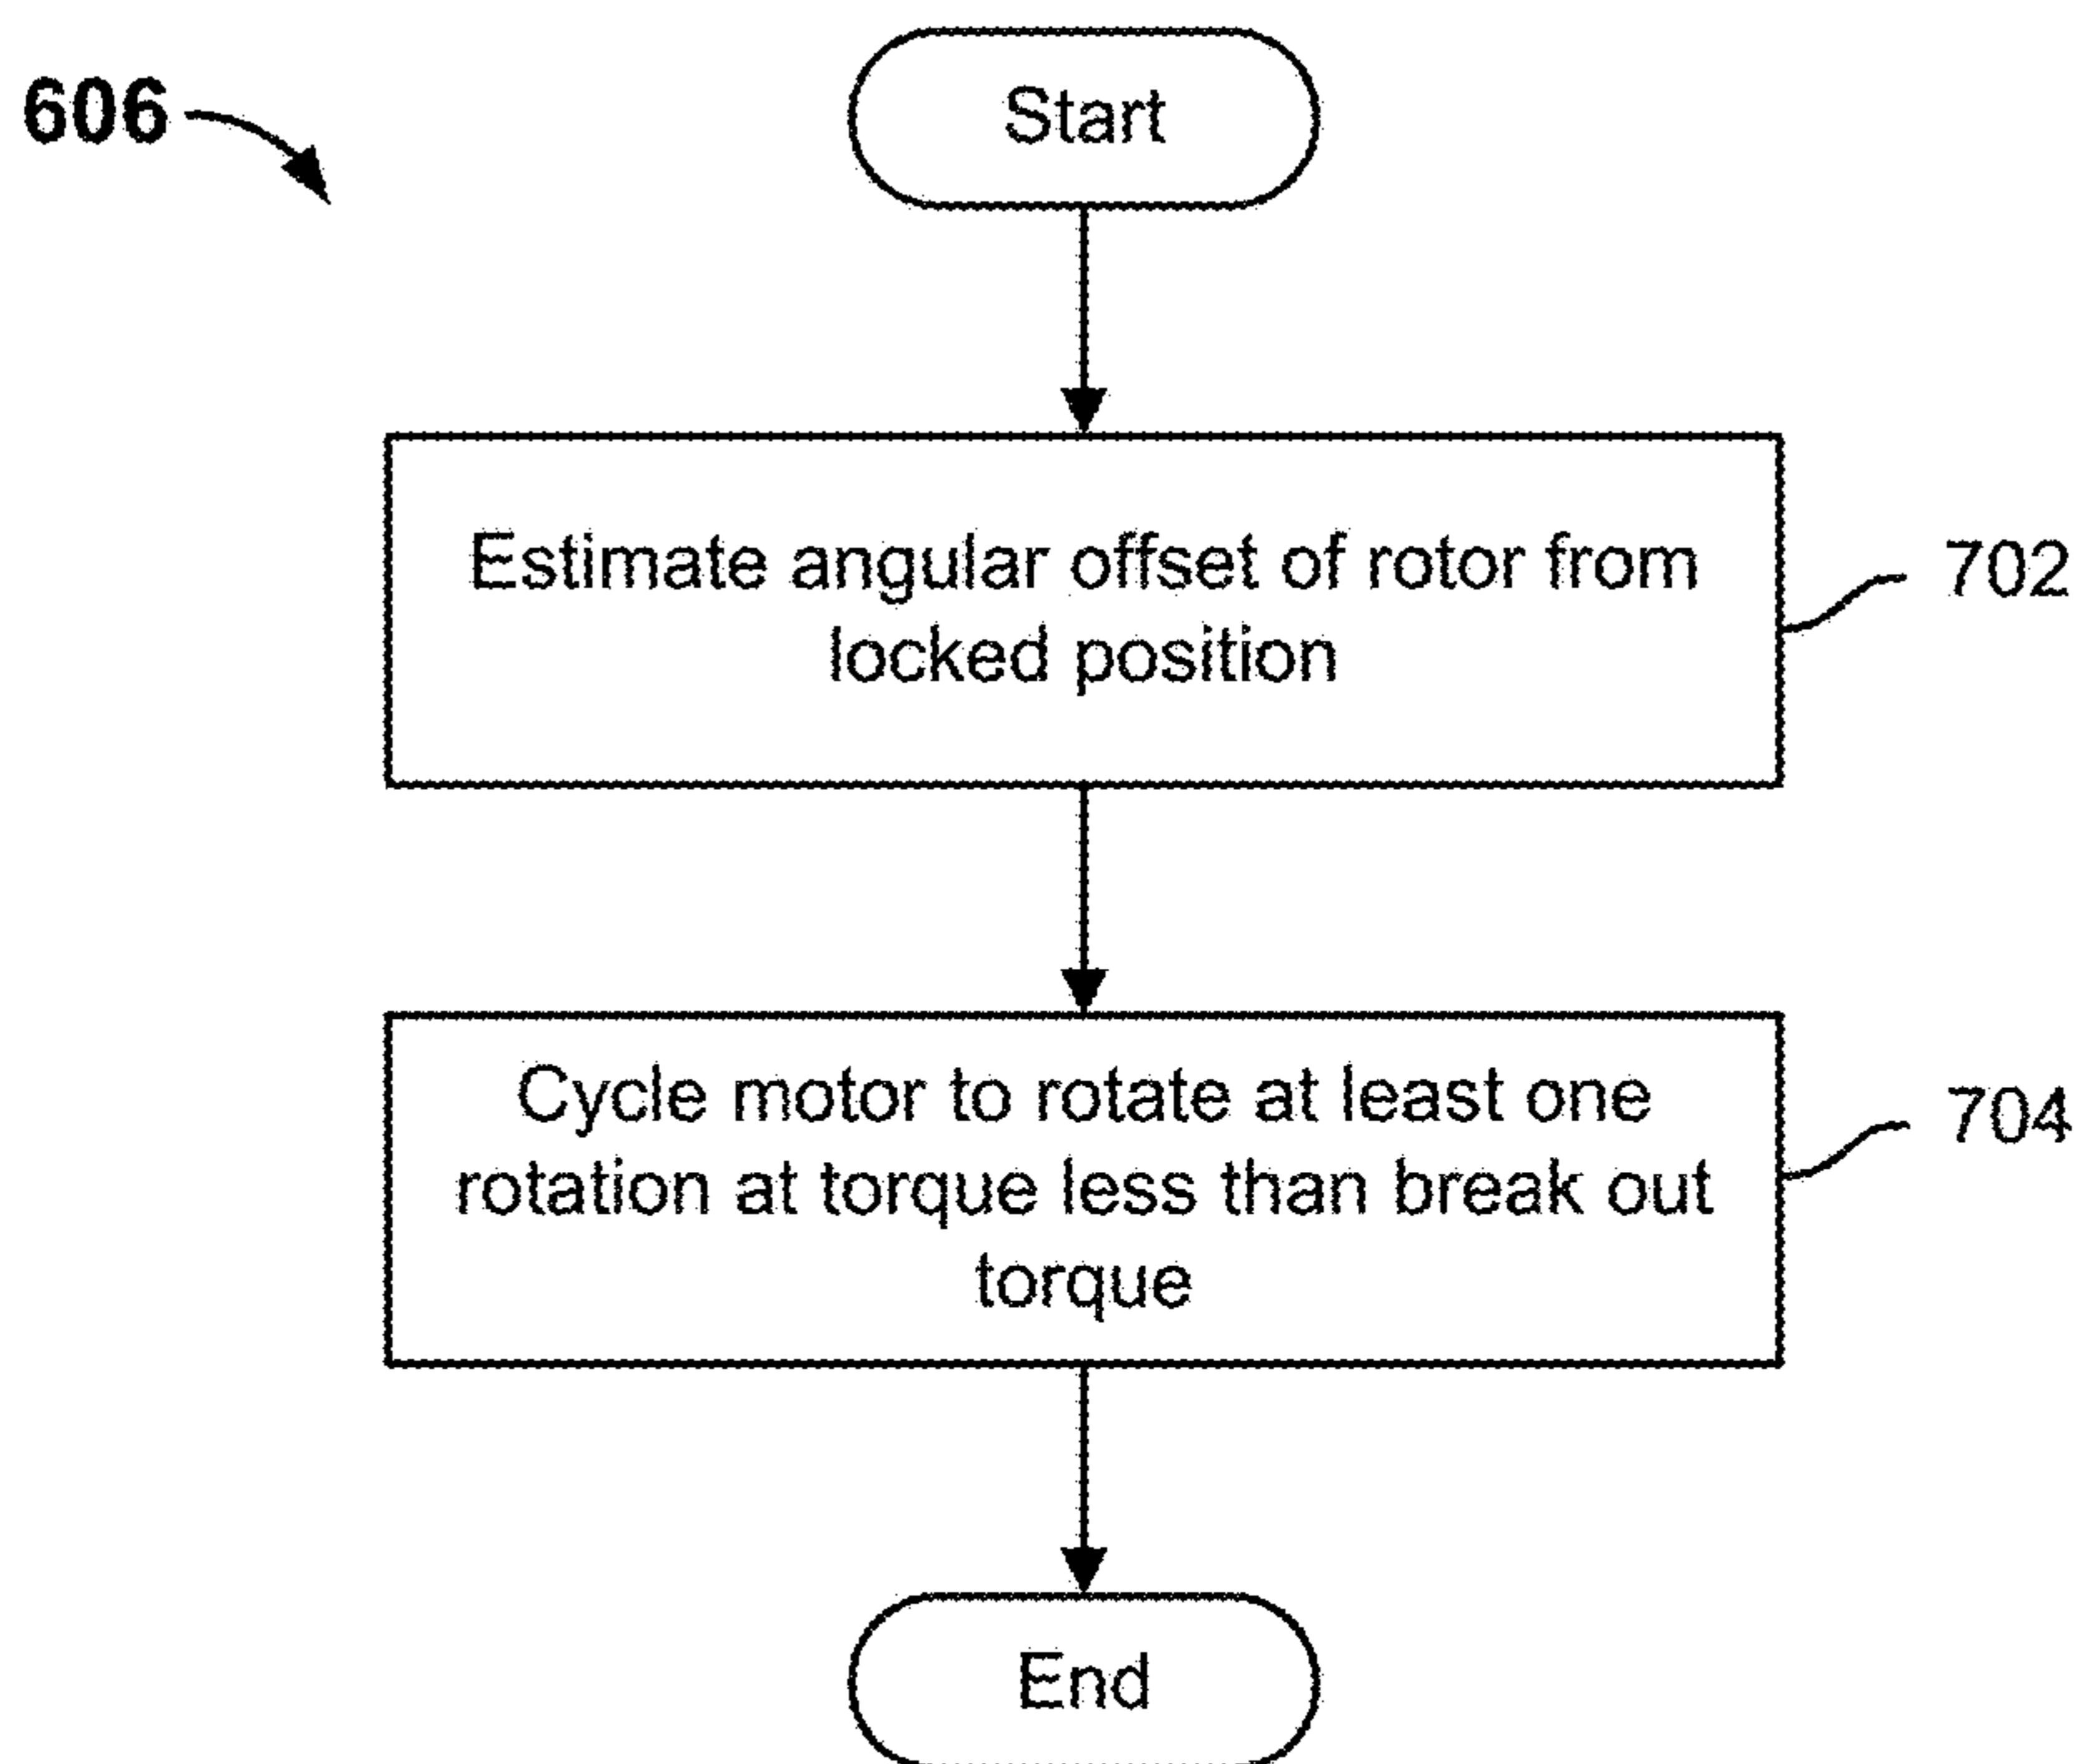 606
Start
Estimate angular offset of rotor from
locked position
702
Cycle motor to rotate at least one
rotation at torque less than break out
torque
704
End